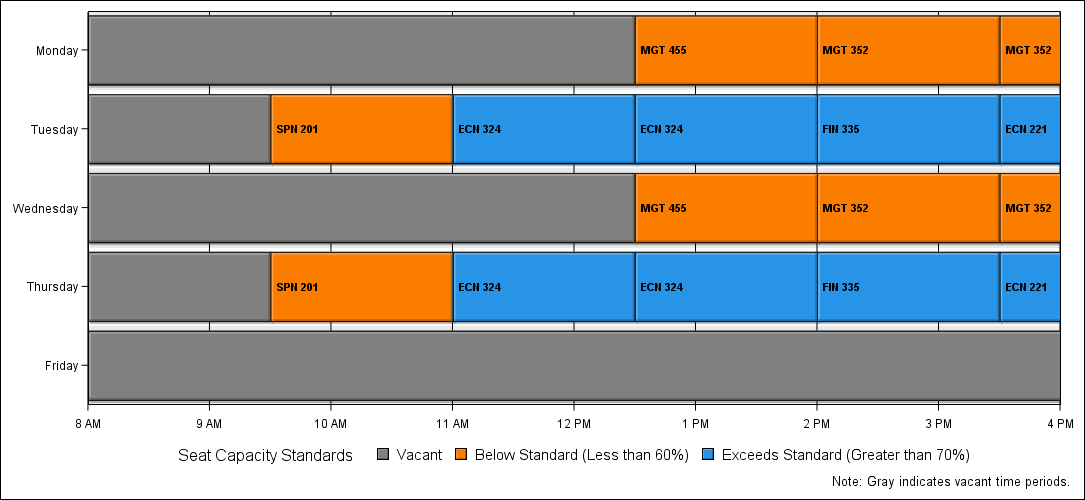 Monday
MGT 455
MGT 352
MGT 352
Tuesday
SPN 201
ECN 324
ECN 324
FIN 335
ECN 221
Wednesday
MGT 455
MGT 352
MGT 352
Thursday
SPN 201
ECN 324
ECN 324
FIN 335
ECN 221
Friday
8 AM 9 AM 10 AM 11 AM 12 PM 1 PM 2 PM 3 PM 4 PM
Seat Capacity Standards Vacant Below Standard (Less than 60%) Exceeds Standard (Greater than 70%)
Note: Gray indicates vacant time periods.